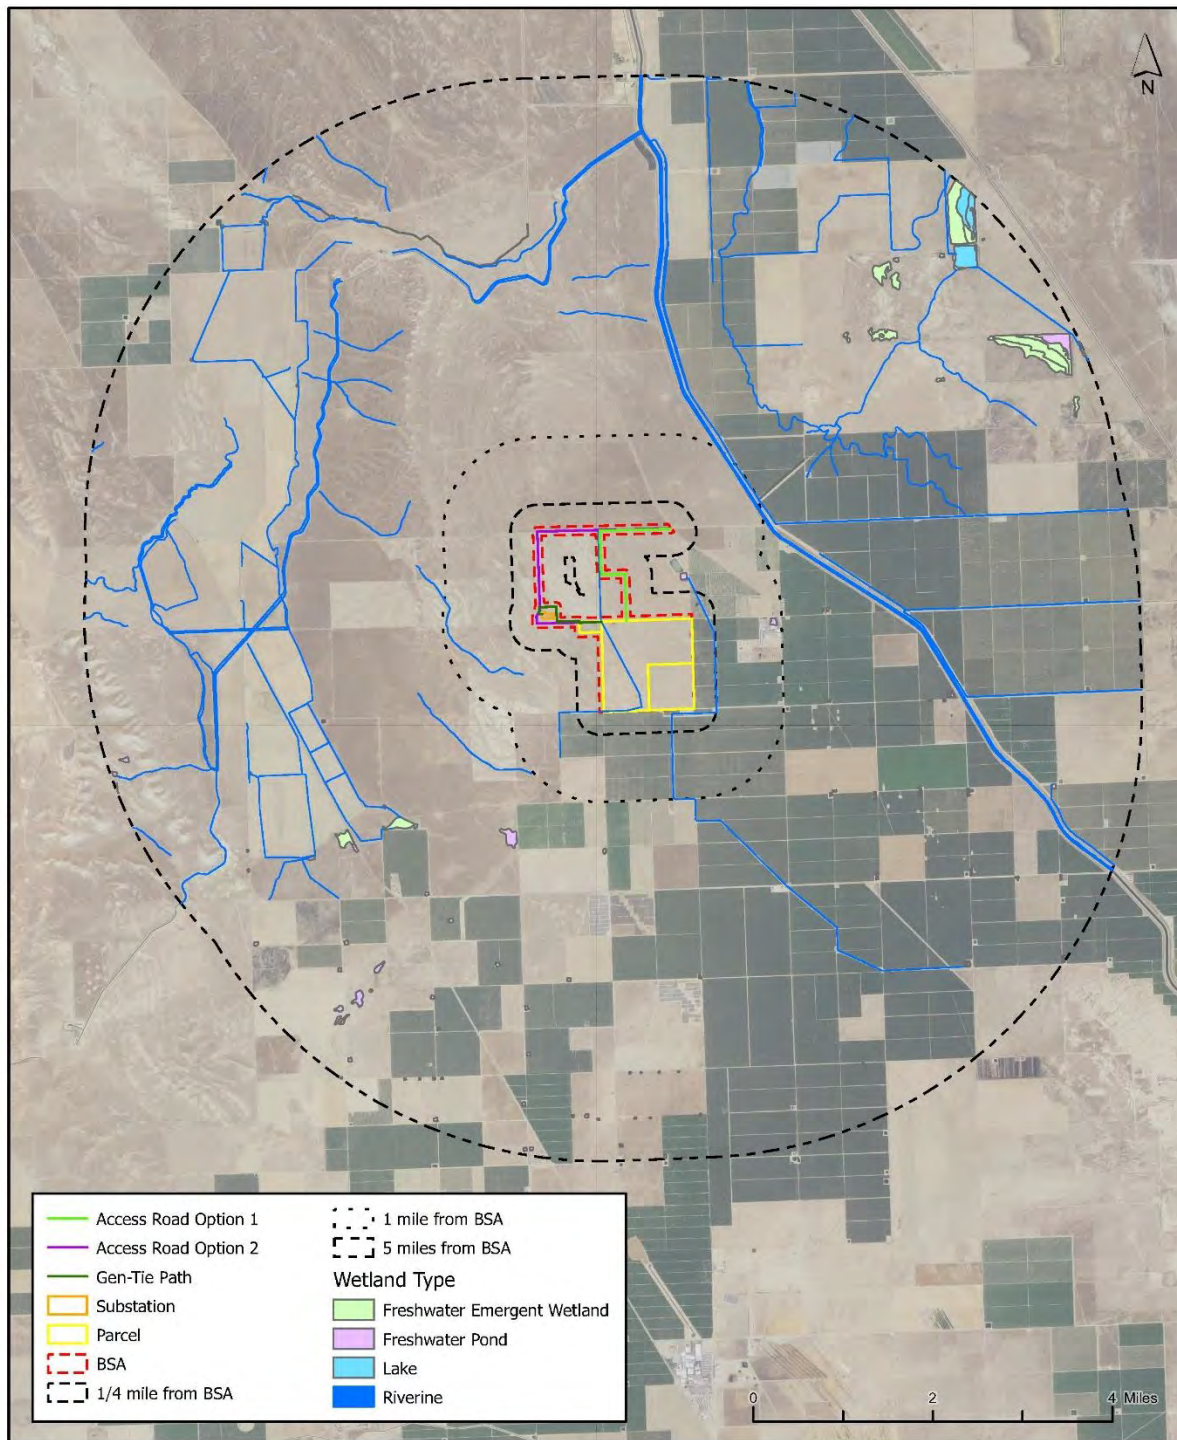 N
Access Road Option 1
Access Road Option 2
Gen-Tie Path
Substation
Parcel
BSA
1/4 mile from BSA
1 mile from BSA
5 miles from BSA
Wetland Type
Freshwater Emergent Wetland
Freshwater Pond
Lake
Riverine
0 2 4 Miles